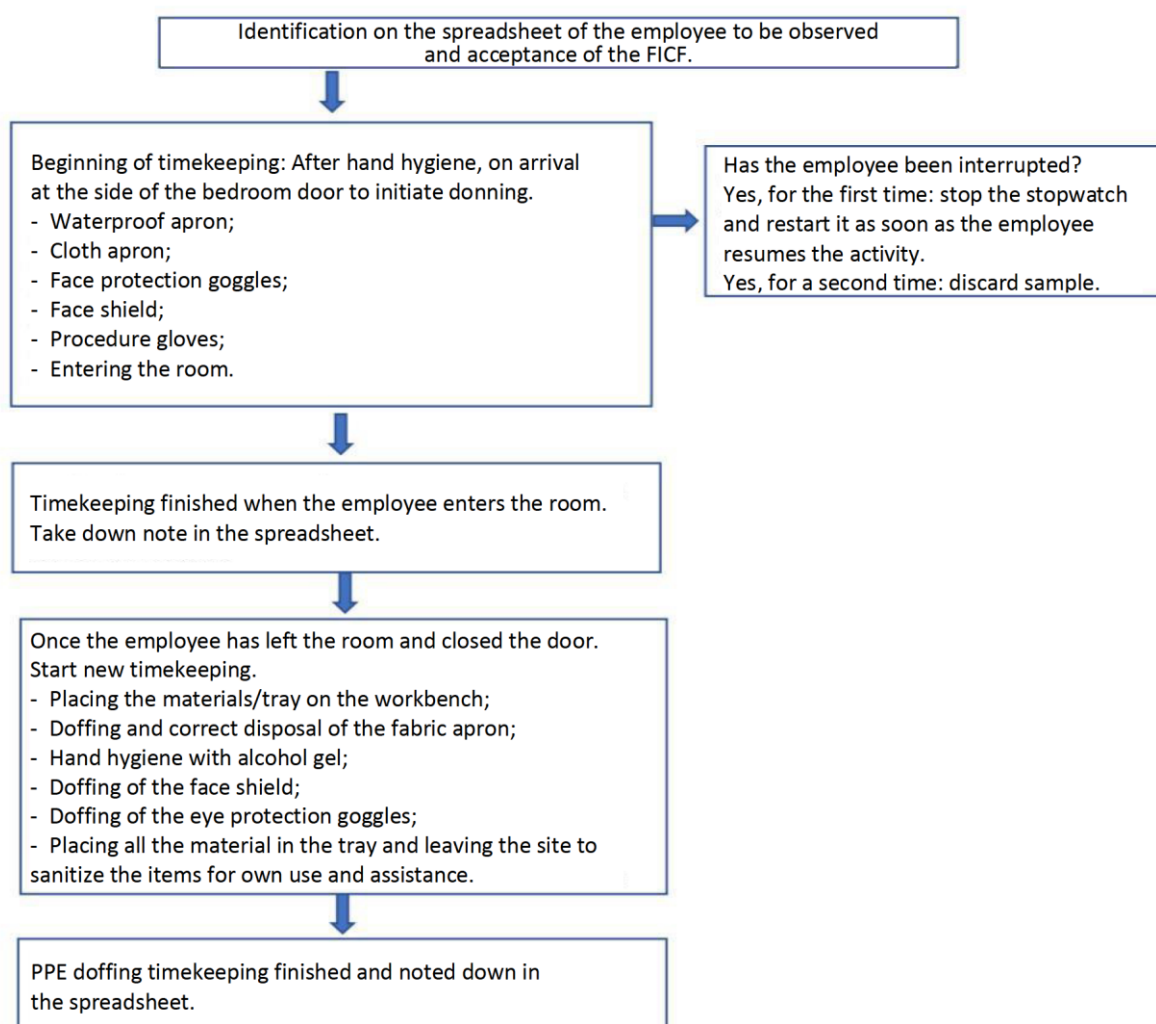 Identification on the spreadsheet of the employee to be observed
and acceptance of the FICF.
Beginning of timekeeping: After hand hygiene, on arrival
at the side of the bedroom door to initiate donning.
- Waterproof apron;
- Cloth apron;
- Face protection goggles;
- Face shield;
- Procedure gloves;
- Entering the room.
Has the employee been interrupted?
Yes, for the first time: stop the stopwatch
and restart it as soon as the employee
resumes the activity.
Yes, for a second time: discard sample.
Timekeeping finished when the employee enters the room.
Take down note in the spreadsheet.
Once the employee has left the room and closed the door.
Start new timekeeping.
- Placing the materials/tray on the workbench;
- Doffing and correct disposal of the fabric apron;
- Hand hygiene with alcohol gel;
- Doffing of the face shield;
- Doffing of the eye protection goggles;
- Placing all the material in the tray and leaving the site to
sanitize the items for own use and assistance.
PPE doffing timekeeping finished and noted down in
the spreadsheet.